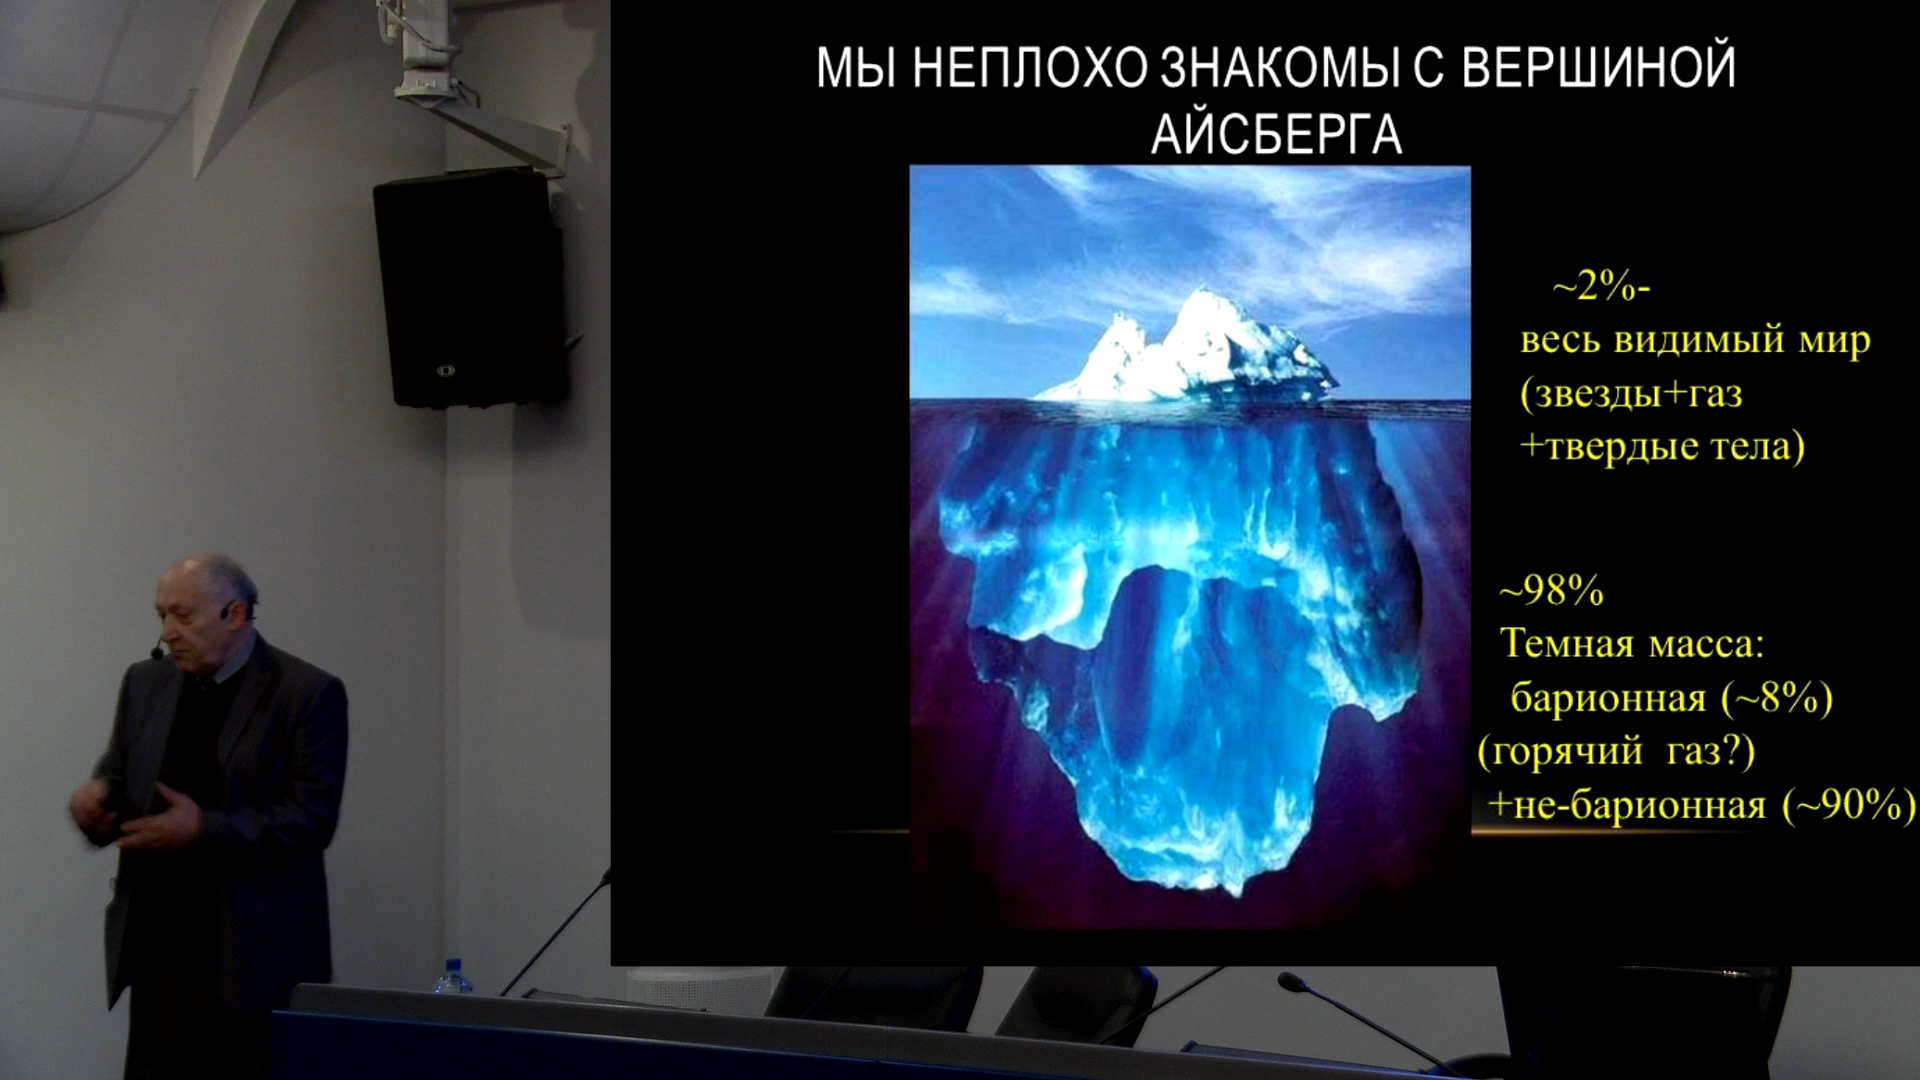 МЫ НЕПЛОХО ЗНАКОМЫ С ВЕРШИНОЙ
АЙСБЕРГА
~2%-
весь видимый мир
(звезды+газ
+твердые тела)
~98%
Темная масса:
барионная (~8%)
(горячий газ?)
+не-барионная (~90%)